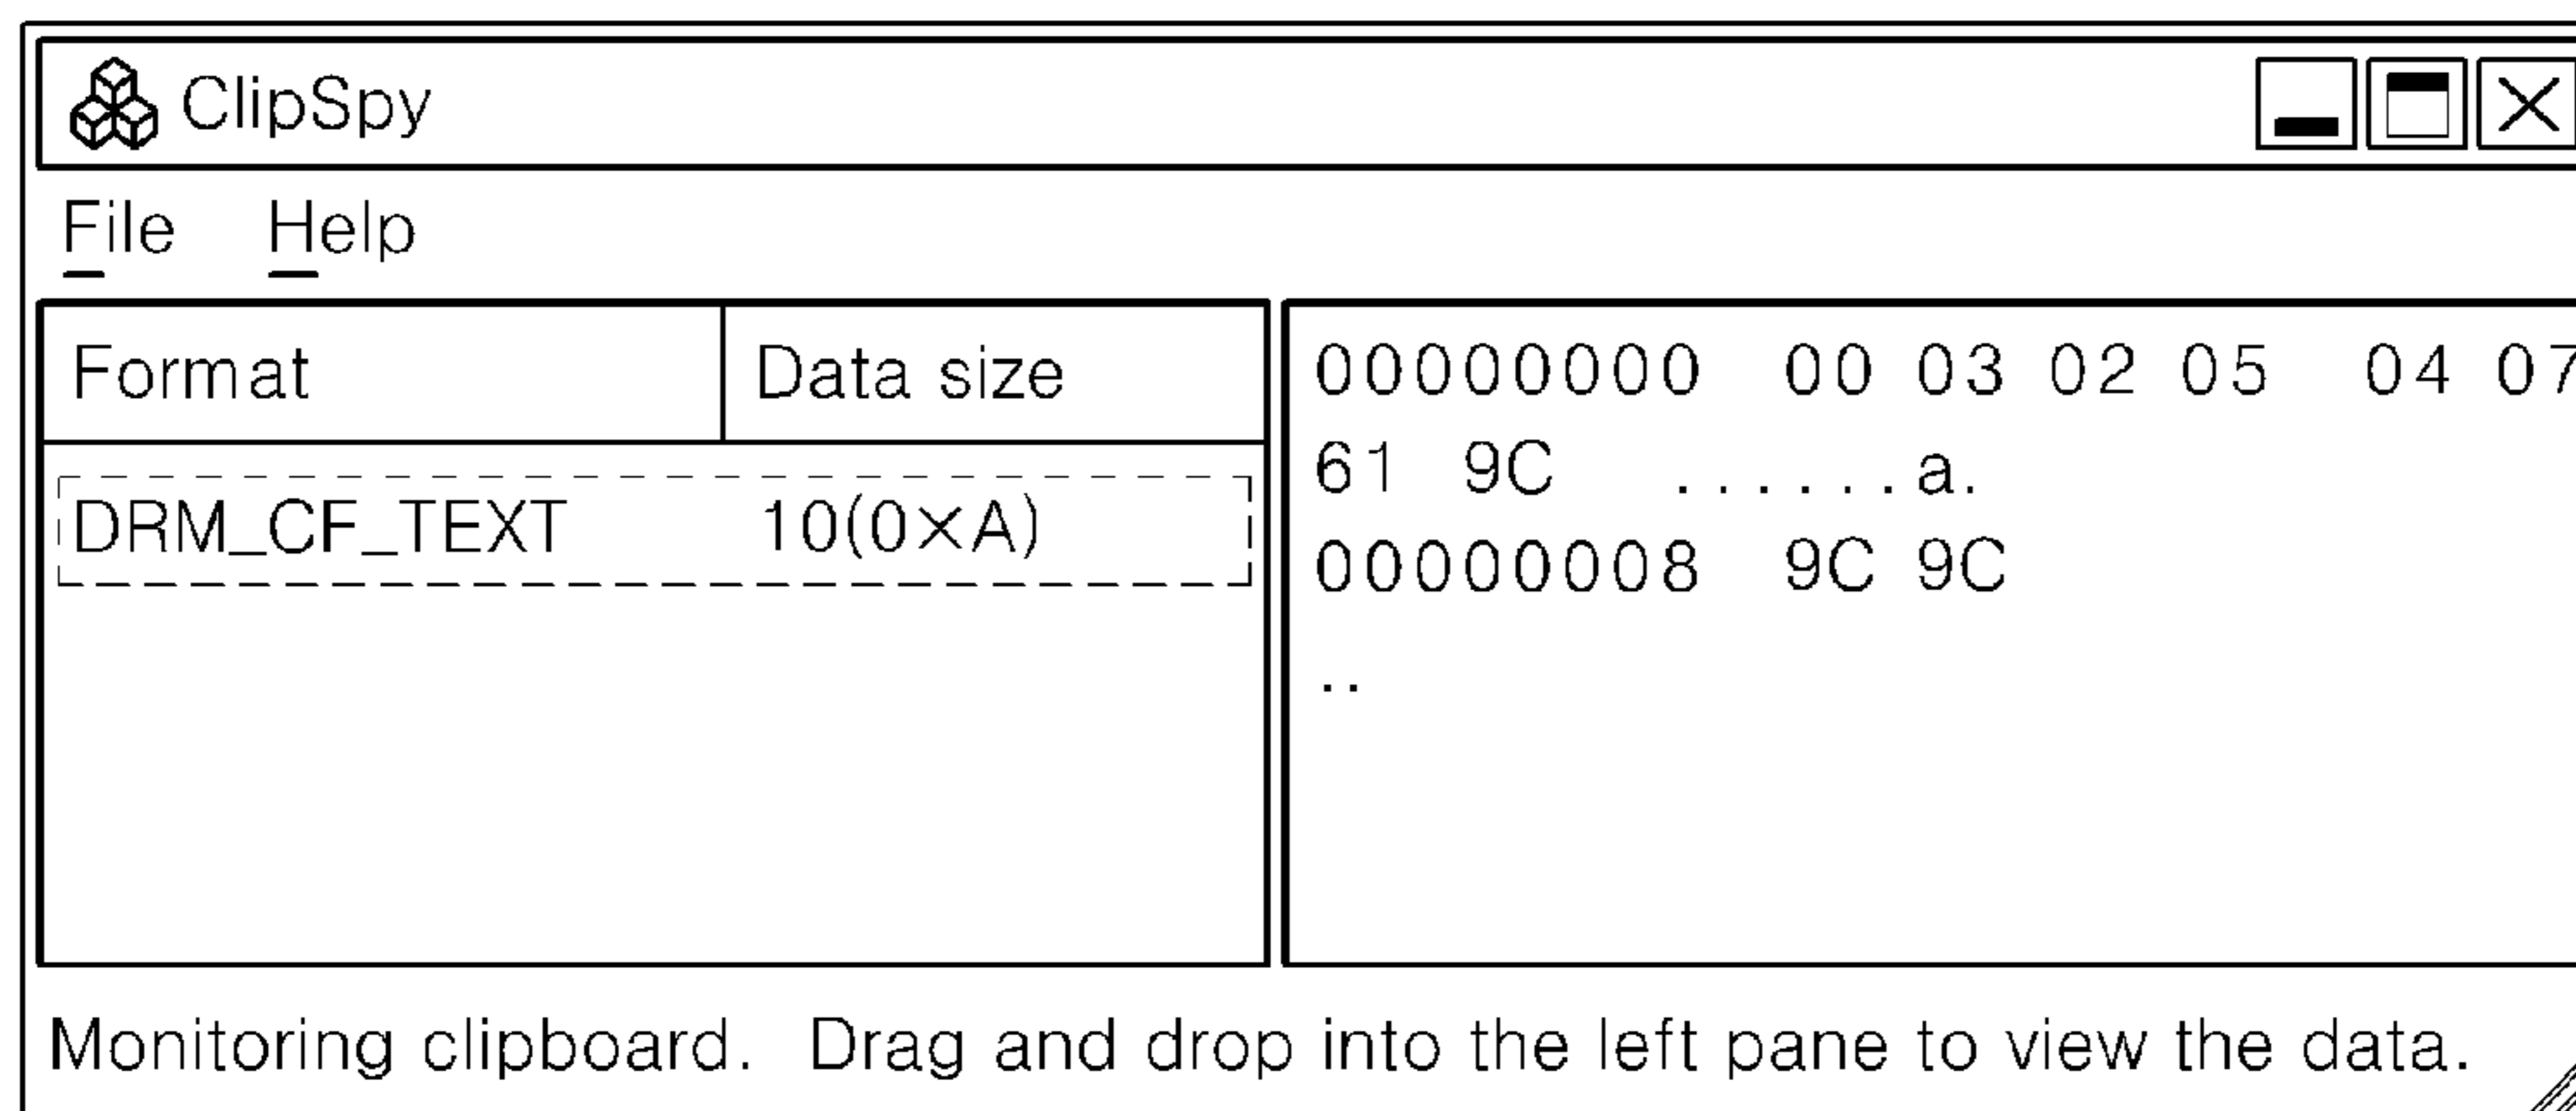 ClipSpy
File Help
Format Data size
DRM_CF_TEXT 10(0×A)
00000000 00 03 02 05 04 07
61 9C ......a.
00000008 9C 9C
..
Monitoring clipboard. Drag and drop into the left pane to view the data.